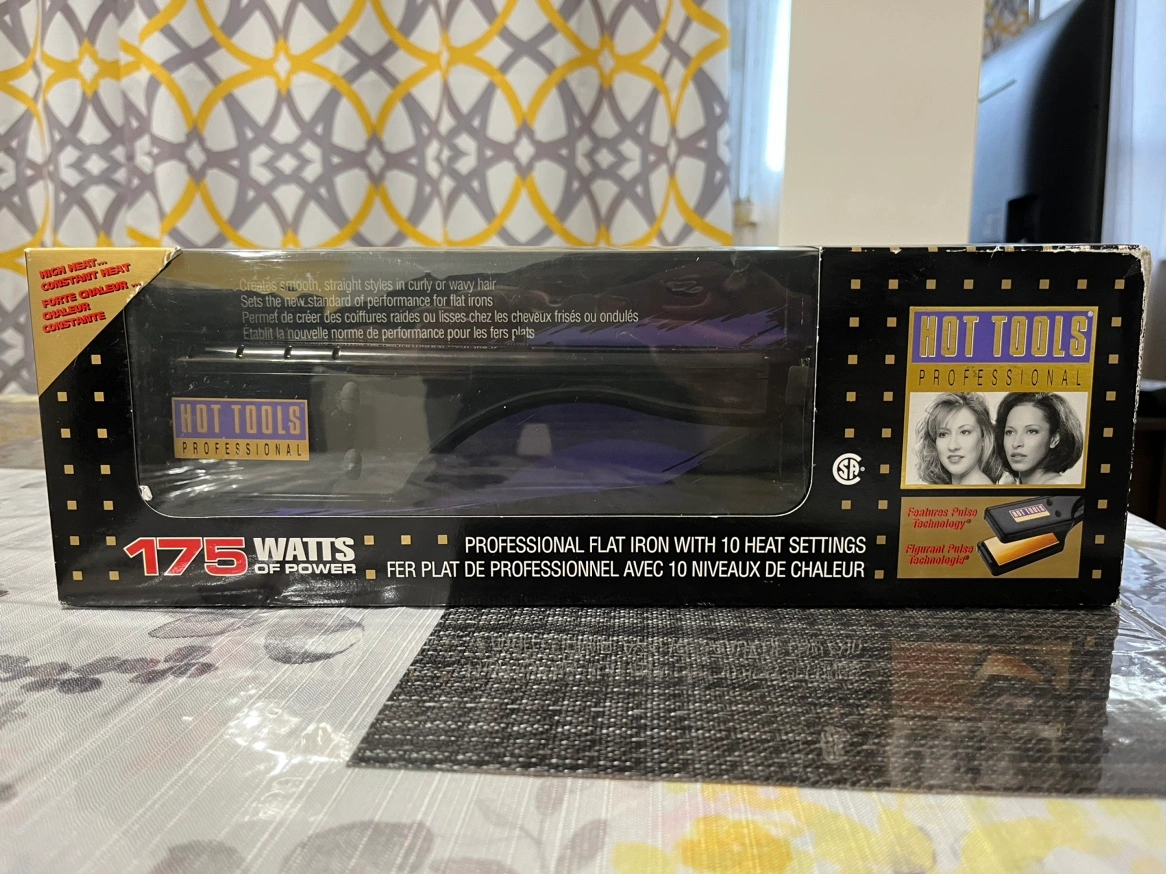 HIGH HEAT...
CONSTANT HEAT
FORTE CHALEUR...
CHALEUR
CONSTANTE
Creates smooth, straight styles in curly or wavy hair
Sets the new standard of performance for flat irons
Permet de créer des coiffures raides ou lisses chez les cheveux frisés ou ondulés
Établit la nouvelle norme de performance pour les fers plats
HOT TOOLS
PROFESSIONAL
175 WATTS
OF POWER
PROFESSIONAL FLAT IRON WITH 10 HEAT SETTINGS
FER PLAT DE PROFESSIONNEL AVEC 10 NIVEAUX DE CHALEUR
SA
HOT TOOLS®
PROFESSIONAL
Features Pulse
Technology®
Figurant Pulse
Technologie®
HOT TOOLS